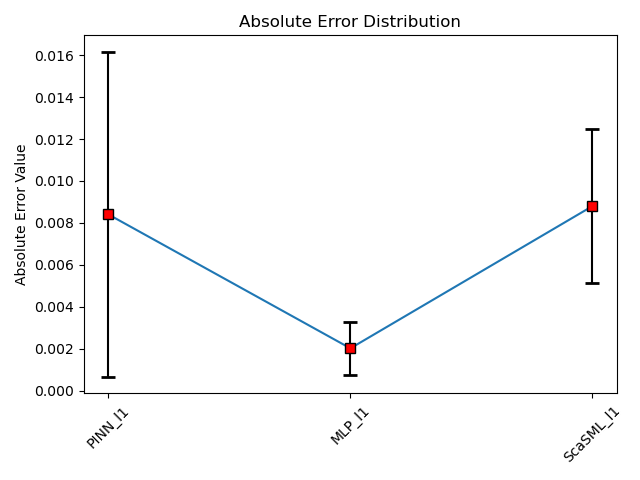 Absolute Error Distribution
Absolute Error Value
0.016
0.014
0.012
0.010
0.008
0.006
0.004
0.002
0.000
PINN_l1
MLP_l1
ScaSML_l1